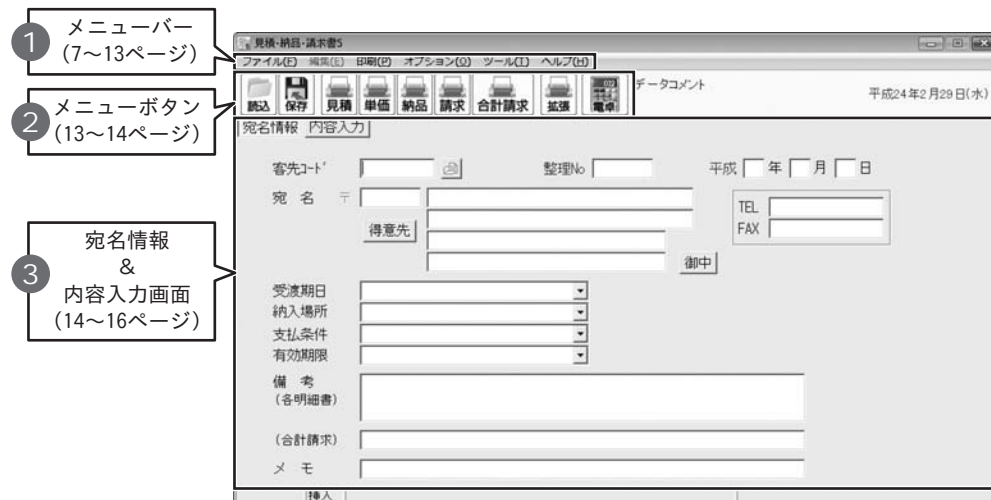 1
メニューバー
(7〜13ページ)
2
メニューボタン
(13〜14ページ)
3
宛名情報
&
内容入力画面
(14〜16ページ)
見積・納品・請求書5
ファイル(F) 編集(E) 印刷(P) オプション(O) ツール(T) ヘルプ(H)
読込 保存 見積 単価 納品 請求 合計請求 拡張 電卓
データコメント
平成24年2月29日(水)
宛名情報 内容入力
客先コード 整理No 平成 年 月 日
宛 名 〒
TEL
得意先
FAX
御中
受渡期日
納入場所
支払条件
有効期限
備 考
(各明細書)
(合計請求)
メ モ
挿入